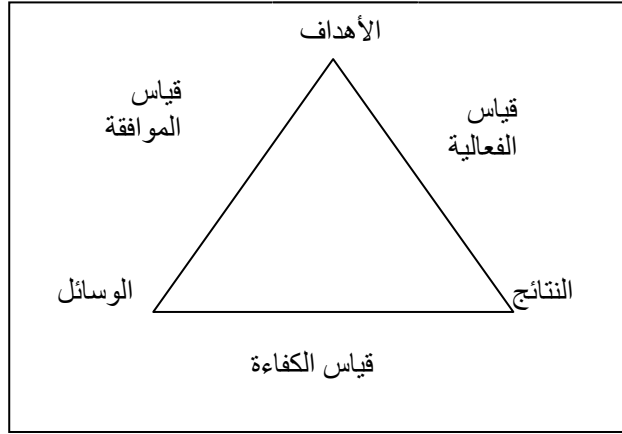 الأهداف
قياس
الموافقة
قياس
الفعالية
الوسائل
النتائج
قياس الكفاءة